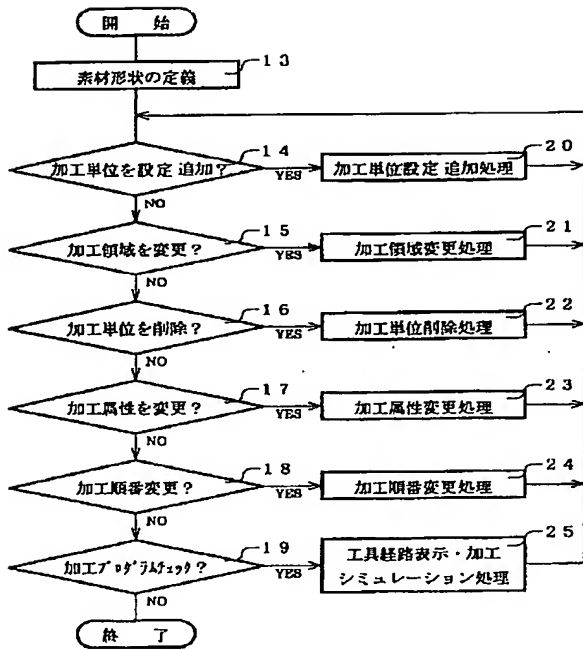 開 始
13
素材形状の定義
14
加工単位を設定 追加?
YES
20
加工単位設定 追加処理
NO
15
加工領域を変更?
YES
21
加工領域変更処理
NO
16
加工単位を削除?
YES
22
加工単位削除処理
NO
17
加工属性を変更?
YES
23
加工属性変更処理
NO
18
加工順番変更?
YES
24
加工順番変更処理
NO
19
加工プログラムチェック?
YES
25
工具経路表示・加工
シミュレーション処理
NO
終 了